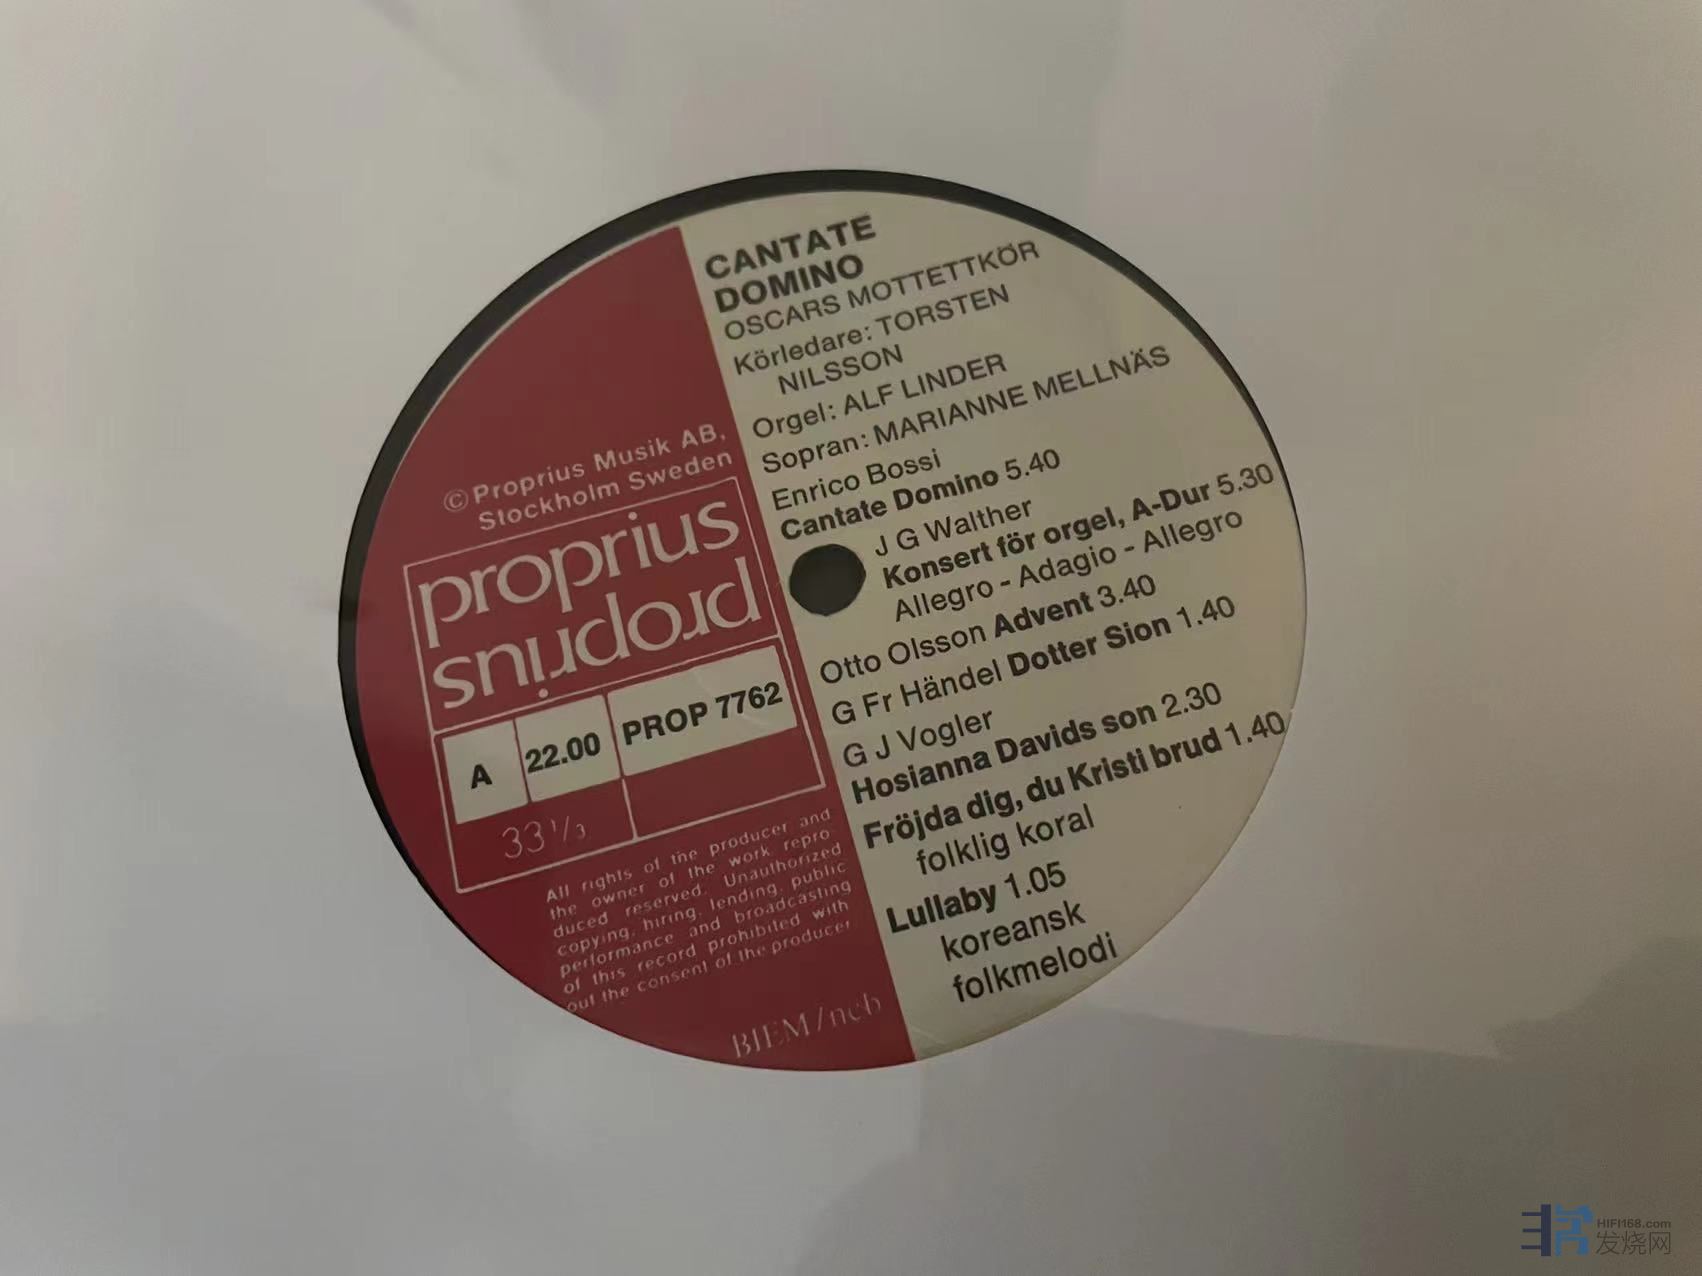 CANTATE
DOMINO
OSCARS MOTTETTKÖR
Körledare: TORSTEN
NILSSON
Orgel: ALF LINDER
Sopran: MARIANNE MELLNÄS
Enrico Bossi
Cantate Domino 5.40
J G Walther
Konsert för orgel, A-Dur 5.30
Allegro - Adagio - Allegro
Otto Olsson Advent 3.40
G Fr Händel Dotter Sion 1.40
G J Vogler
Hosianna Davids son 2.30
Fröjda dig, du Kristi brud 1.40
folklig koral
Lullaby 1.05
koreansk
folkmelodi
© Proprius Musik AB,
Stockholm Sweden
proprius
proprius
A 22.00 PROP 7762
33 1/3
All rights of the producer and
the owner of the work repro-
duced reserved. Unauthorized
copying, hiring, lending, public
performance and broadcasting
of this record prohibited with-
out the consent of the producer
BIEM/ncb
HIFI168.com
发烧网